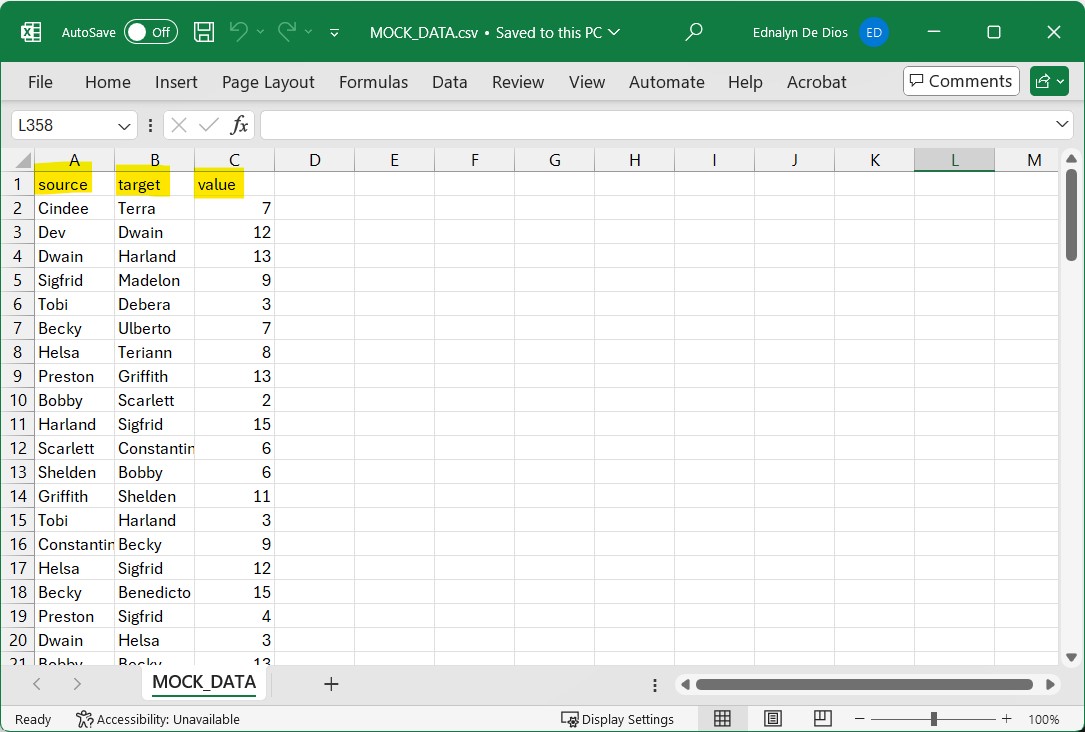 AutoSave Off MOCK_DATA.csv • Saved to this PC Ednalyn De Dios ED
File Home Insert Page Layout Formulas Data Review View Automate Help Acrobat Comments
L358 fx
A B C D E F G H I J K L M
1 source target value
2 Cindee Terra 7
3 Dev Dwain 12
4 Dwain Harland 13
5 Sigfrid Madelon 9
6 Tobi Debera 3
7 Becky Ulberto 7
8 Helsa Teriann 8
9 Preston Griffith 13
10 Bobby Scarlett 2
11 Harland Sigfrid 15
12 Scarlett Constantin 6
13 Shelden Bobby 6
14 Griffith Shelden 11
15 Tobi Harland 3
16 Constantin Becky 9
17 Helsa Sigfrid 12
18 Becky Benedicto 15
19 Preston Sigfrid 4
20 Dwain Helsa 3
21 Bobby Becky 13
MOCK_DATA
Ready Accessibility: Unavailable Display Settings 100%